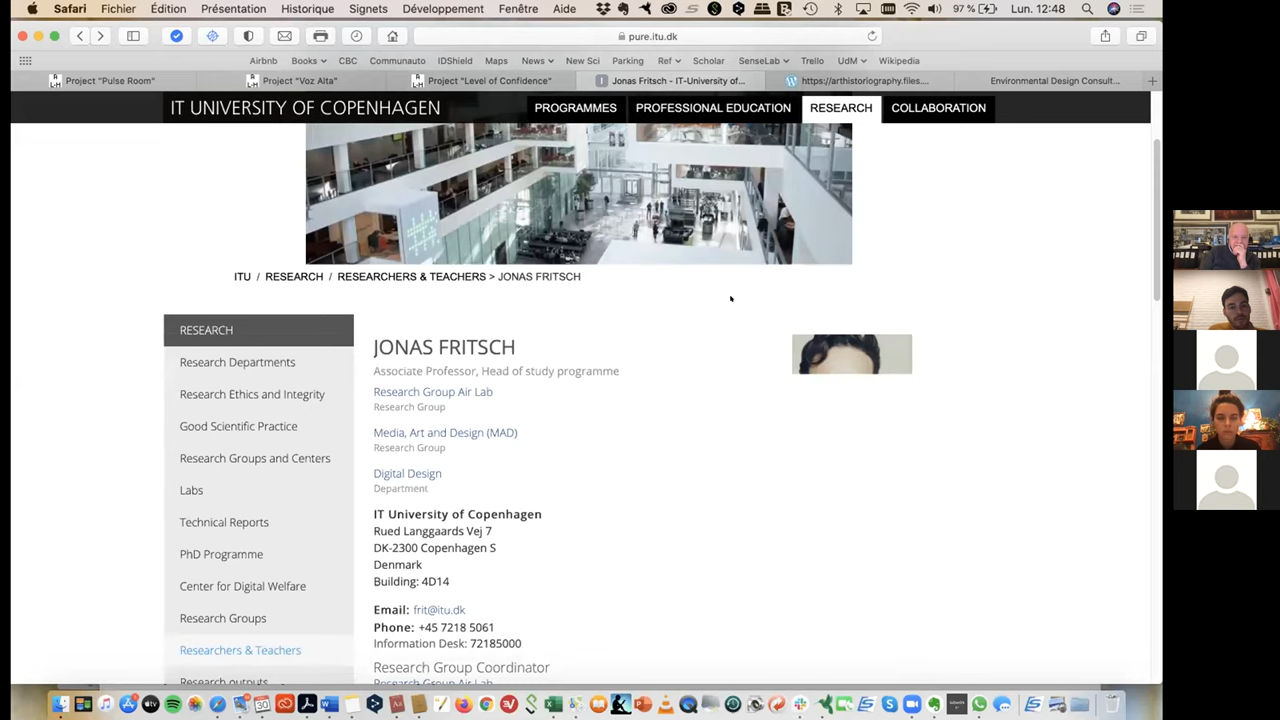 Safari Fichier Édition Présentation Historique Signets Développement Fenêtre Aide 97 % Lun. 12:48
pure.itu.dk
Airbnb Books CBC Communauto IDShield Maps News New Sci Parking Ref Scholar SenseLab Trello UdM Wikipedia
Project "Pulse Room" Project "Voz Alta" Project "Level of Confidence" Jonas Fritsch - IT-University of... https://arthistoriography.files.... Environmental Design Consult...
IT UNIVERSITY OF COPENHAGEN PROGRAMMES PROFESSIONAL EDUCATION RESEARCH COLLABORATION
ITU / RESEARCH / RESEARCHERS & TEACHERS > JONAS FRITSCH
RESEARCH
Research Departments
Research Ethics and Integrity
Good Scientific Practice
Research Groups and Centers
Labs
Technical Reports
PhD Programme
Center for Digital Welfare
Research Groups
Researchers & Teachers
Research outputs
JONAS FRITSCH
Associate Professor, Head of study programme
Research Group Air Lab
Research Group
Media, Art and Design (MAD)
Research Group
Digital Design
Department
IT University of Copenhagen
Rued Langgaards Vej 7
DK-2300 Copenhagen S
Denmark
Building: 4D14
Email: frit@itu.dk
Phone: +45 7218 5061
Information Desk: 72185000
Research Group Coordinator
Research Group Air Lab